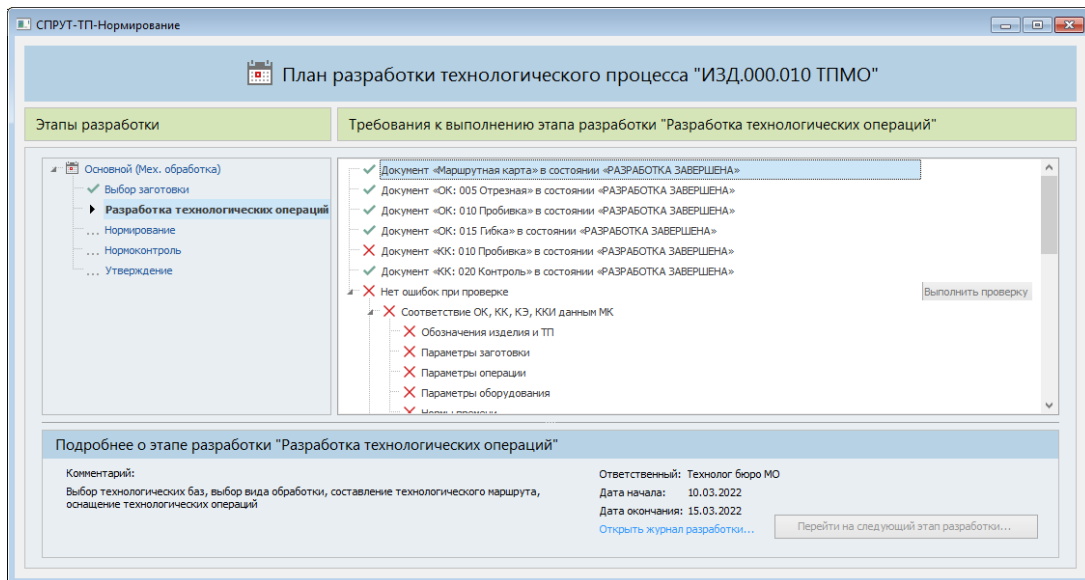 СПРУТ-ТП-Нормирование
План разработки технологического процесса "ИЗД.000.010 ТПМО"
Этапы разработки
Требования к выполнению этапа разработки "Разработка технологических операций"
Основной (Мех. обработка)
Выбор заготовки
Разработка технологических операций
... Нормирование
... Нормоконтроль
... Утверждение
Документ «Маршрутная карта» в состоянии «РАЗРАБОТКА ЗАВЕРШЕНА»
Документ «ОК: 005 Отрезная» в состоянии «РАЗРАБОТКА ЗАВЕРШЕНА»
Документ «ОК: 010 Пробивка» в состоянии «РАЗРАБОТКА ЗАВЕРШЕНА»
Документ «ОК: 015 Гибка» в состоянии «РАЗРАБОТКА ЗАВЕРШЕНА»
Документ «КК: 010 Пробивка» в состоянии «РАЗРАБОТКА ЗАВЕРШЕНА»
Документ «КК: 020 Контроль» в состоянии «РАЗРАБОТКА ЗАВЕРШЕНА»
Нет ошибок при проверке
Выполнить проверку
Соответствие ОК, КК, КЭ, ККИ данным МК
Обозначения изделия и ТП
Параметры заготовки
Параметры операции
Параметры оборудования
Нормы времени
Подробнее о этапе разработки "Разработка технологических операций"
Комментарий:
Выбор технологических баз, выбор вида обработки, составление технологического маршрута,
оснащение технологических операций
Ответственный: Технолог бюро МО
Дата начала: 10.03.2022
Дата окончания: 15.03.2022
Открыть журнал разработки...
Перейти на следующий этап разработки...